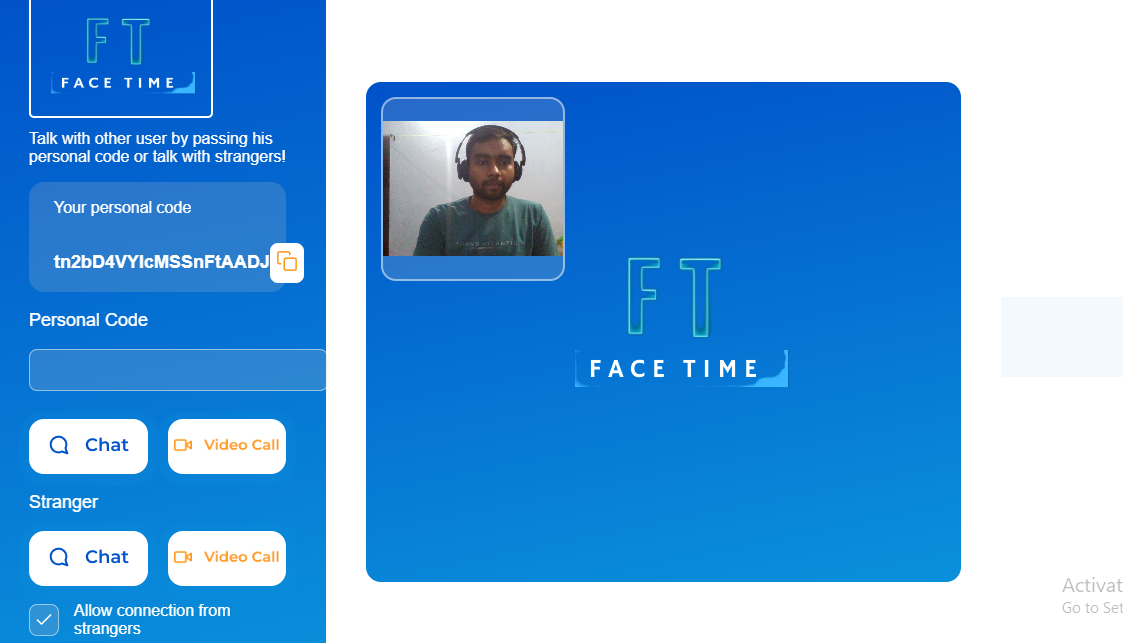 FT
FACE TIME
Talk with other user by passing his
personal code or talk with strangers!
Your personal code
tn2bD4VYIcMSSnFtAADJ
Personal Code
Chat
Video Call
Stranger
Chat
Video Call
Allow connection from
strangers
TRANSATLANTIC
FT
FACE TIME
Activat
Go to Set